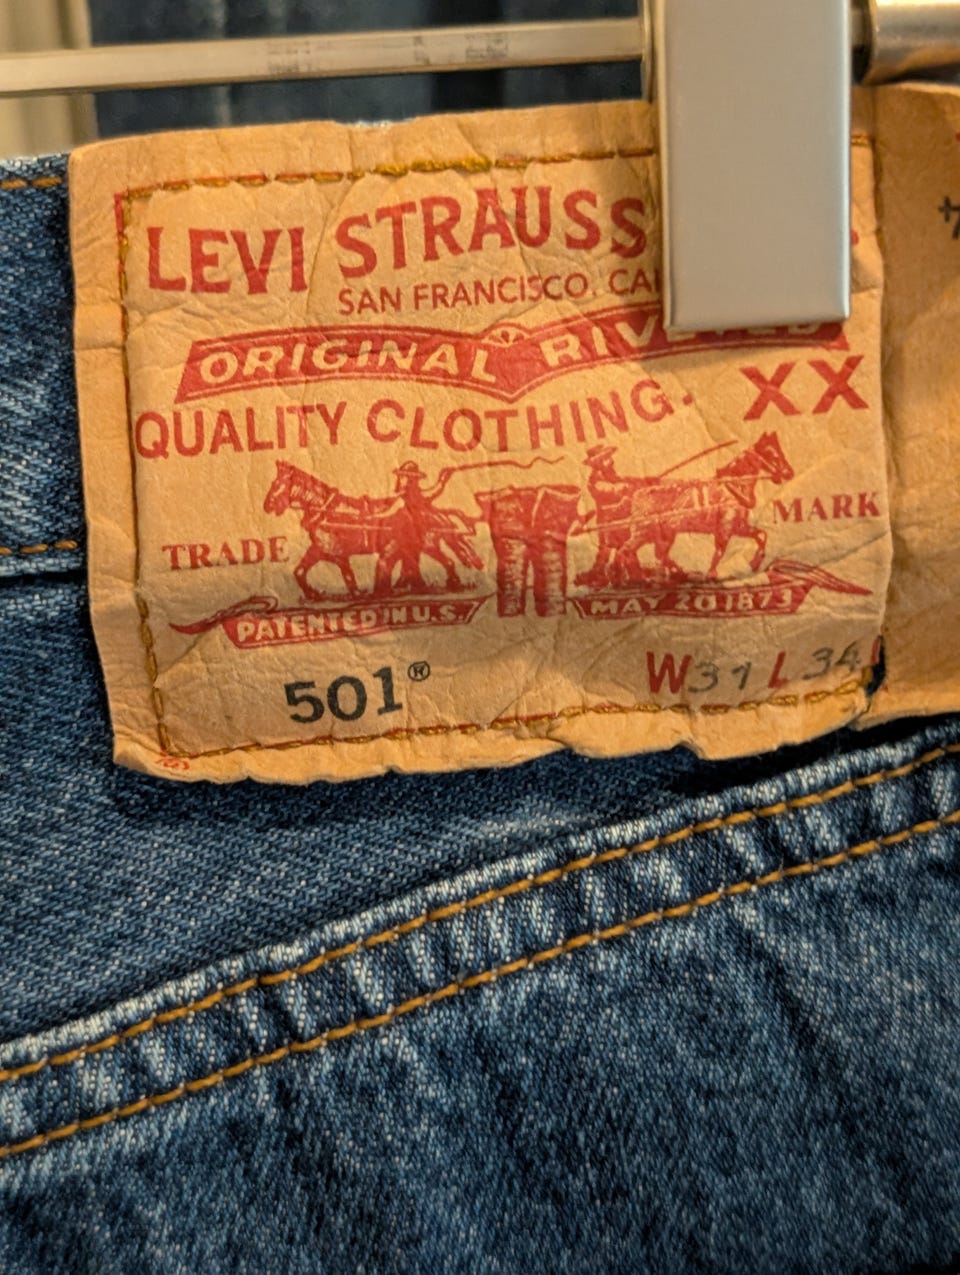 LEVI STRAUSS
SAN FRANCISCO. CAL
ORIGINAL RIVETED
QUALITY CLOTHING. XX
TRADE MARK
PATENTED IN U.S. MAY 20 1873
501® W31 L34